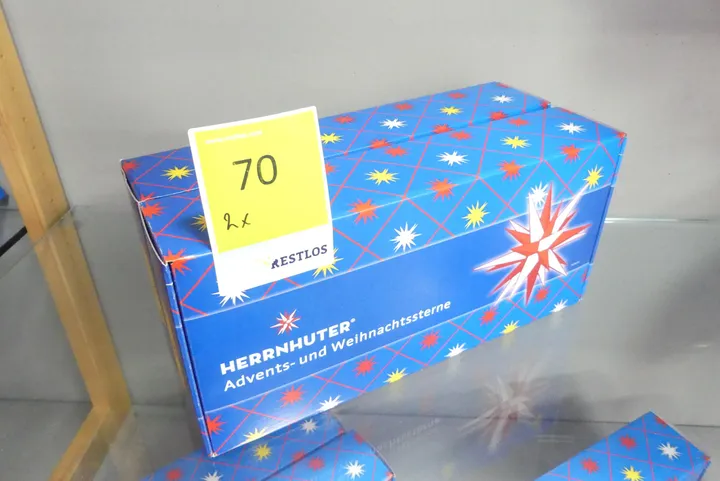 70
2x
RESTLOS
HERRNHUTER®
Advents- und Weihnachtssterne